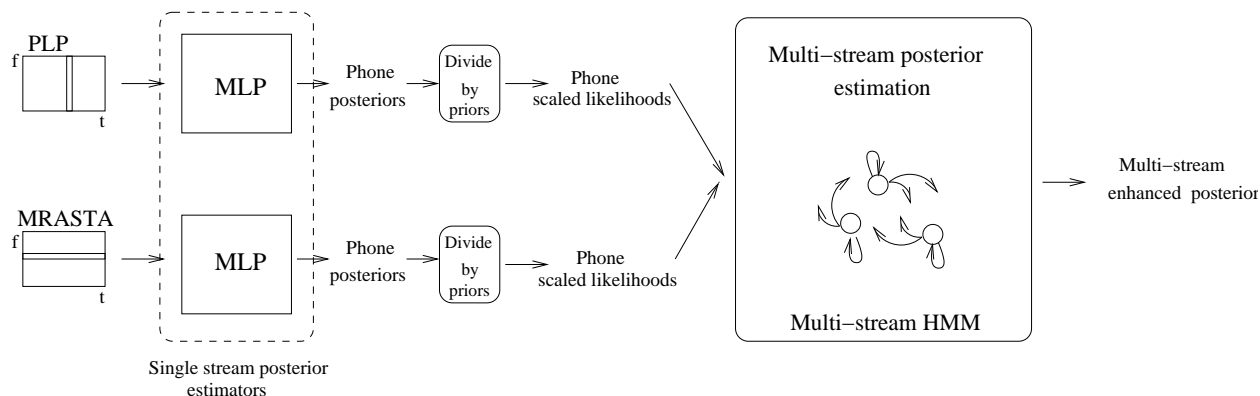 PLP
f
t
MLP
Phone
posteriors
Divide
by
priors
Phone
scaled likelihoods
MRASTA
f
t
MLP
Phone
posteriors
Divide
by
priors
Phone
scaled likelihoods
Single stream posterior
estimators
Multi−stream posterior
estimation
Multi−stream HMM
Multi−stream
enhanced posterior